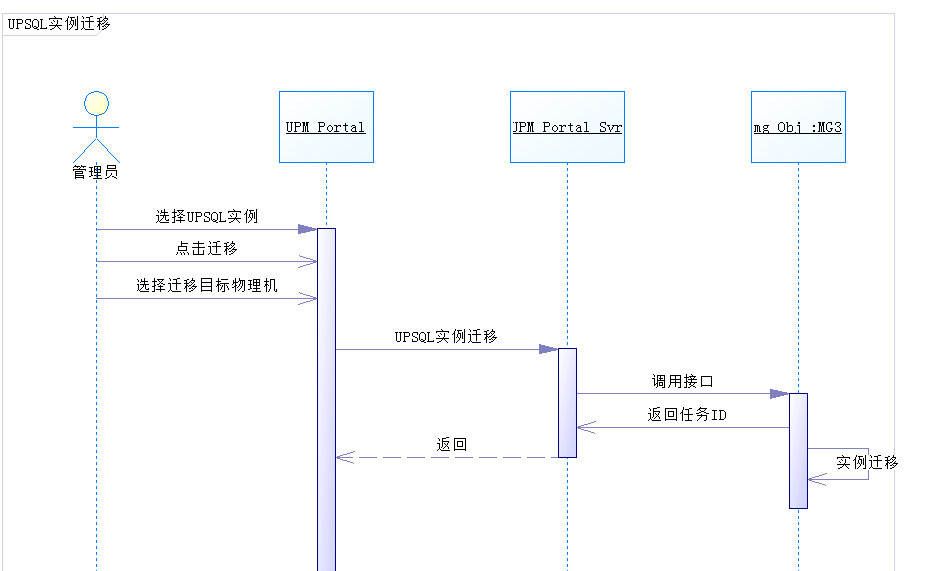 UPSQL实例迁移
UPM Portal
JPM Portal Svr
mg Obj :MG3
管理员
选择UPSQL实例
点击迁移
选择迁移目标物理机
UPSQL实例迁移
调用接口
返回任务ID
返回
实例迁移